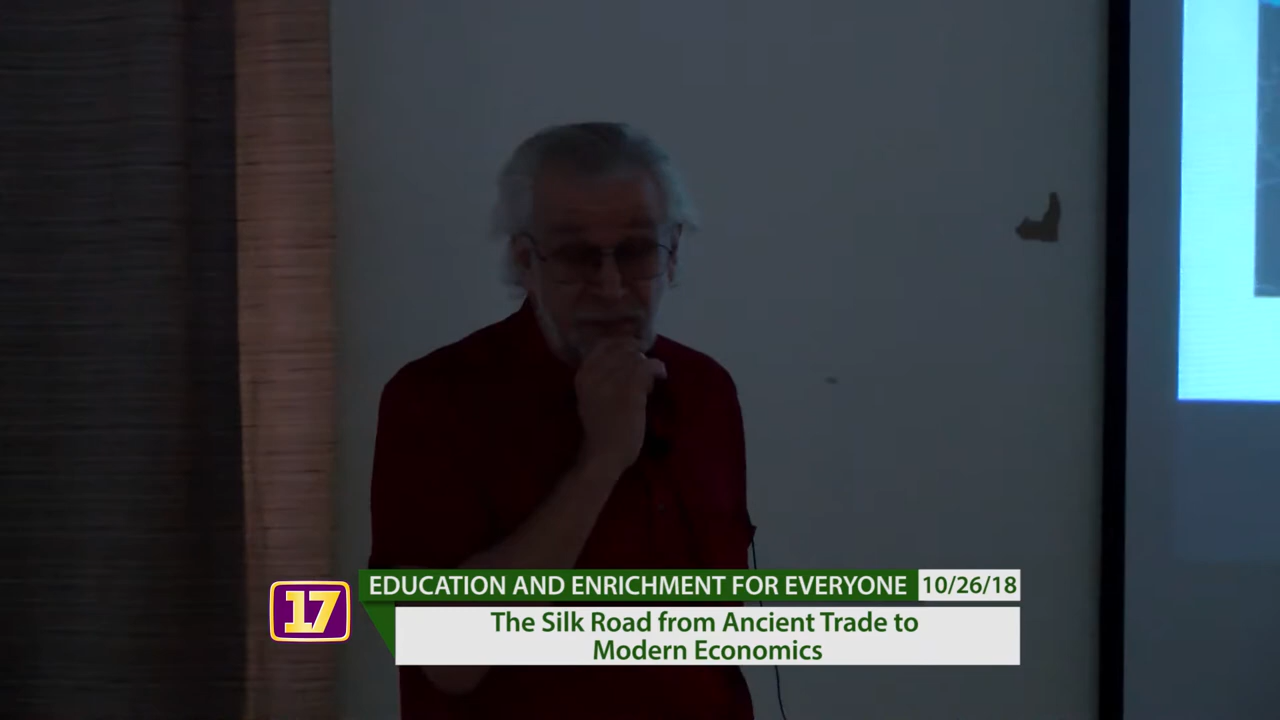 17
EDUCATION AND ENRICHMENT FOR EVERYONE 10/26/18
The Silk Road from Ancient Trade to
Modern Economics